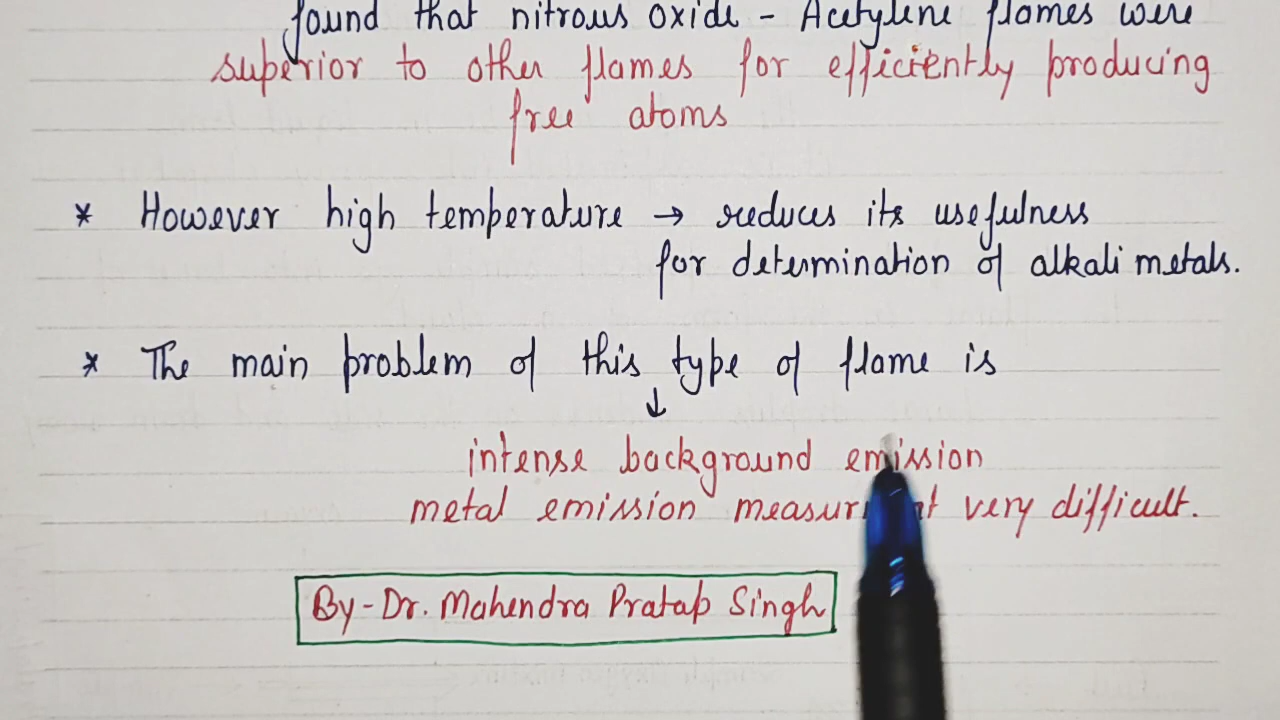 found that nitrous oxide - Acetylene flames were
superior to other flames for efficiently producing
free atoms
* However high temperature → reduces its usefulness
for determination of alkali metals.
* The main problem of this type of flame is
↓
intense background emission
metal emission very difficult.
By - Dr. Mahendra Pratap Singh